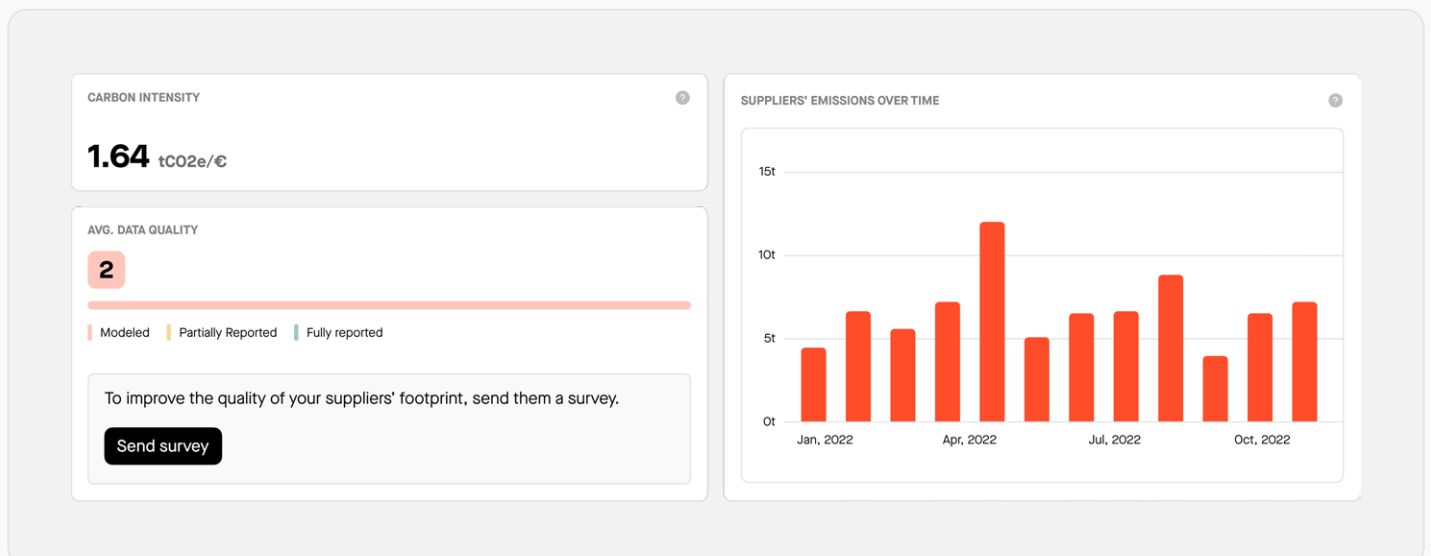 CARBON INTENSITY
?
1.64 tCO2e/€
AVG. DATA QUALITY
2
Modeled Partially Reported Fully reported
To improve the quality of your suppliers' footprint, send them a survey.
Send survey
SUPPLIERS' EMISSIONS OVER TIME
?
15t
10t
5t
0t
Jan, 2022 Apr, 2022 Jul, 2022 Oct, 2022